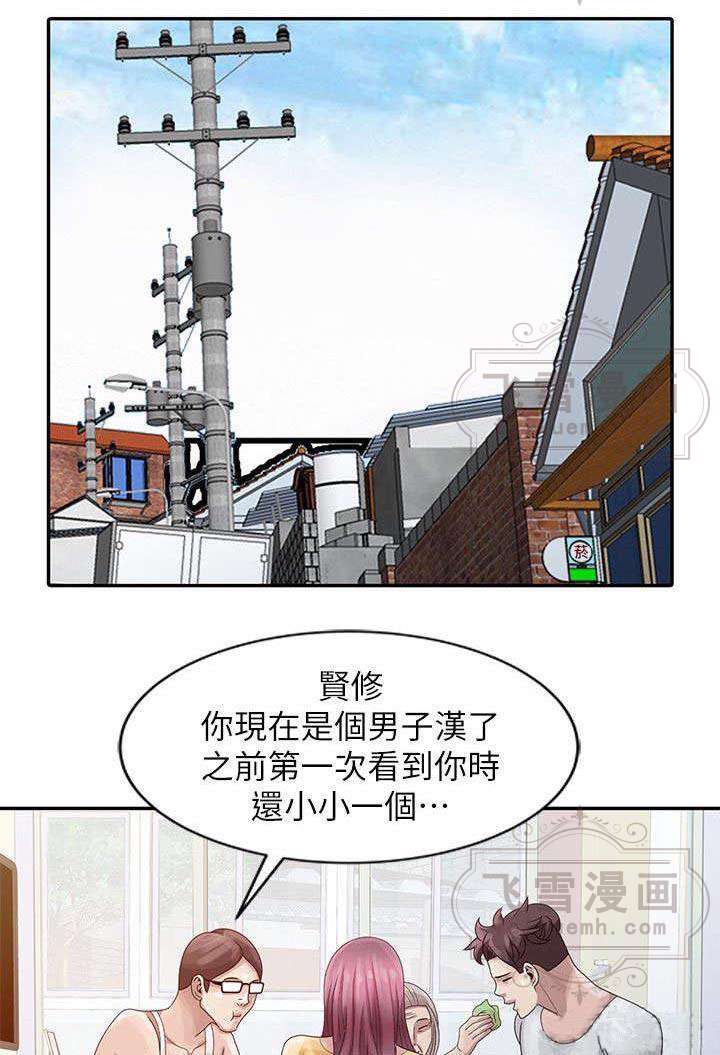 飞雪漫画
菸
賢修
你現在是個男子漢了
之前第一次看到你時
還小小一個…
飞雪漫画